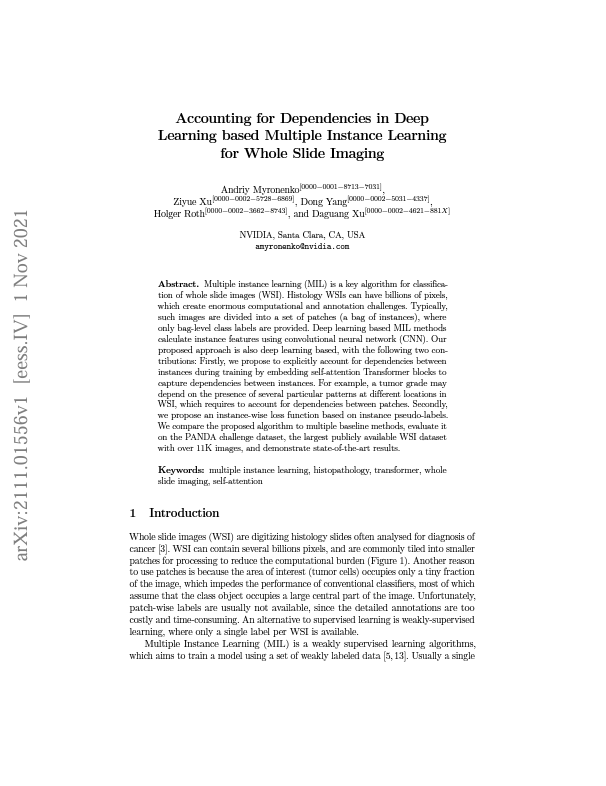 Accounting for Dependencies in Deep
Learning based Multiple Instance Learning
for Whole Slide Imaging
Andriy Myronenko[0000−0001−8713−7031],
Ziyue Xu[0000−0002−5728−6869], Dong Yang[0000−0002−5031−4337],
Holger Roth[0000−0002−3662−8743], and Daguang Xu[0000−0002−4621−881X]
NVIDIA, Santa Clara, CA, USA
amyronenko@nvidia.com
Abstract. Multiple instance learning (MIL) is a key algorithm for classifica-
tion of whole slide images (WSI). Histology WSIs can have billions of pixels,
which create enormous computational and annotation challenges. Typically,
such images are divided into a set of patches (a bag of instances), where
only bag-level class labels are provided. Deep learning based MIL methods
calculate instance features using convolutional neural network (CNN). Our
proposed approach is also deep learning based, with the following two con-
tributions: Firstly, we propose to explicitly account for dependencies between
instances during training by embedding self-attention Transformer blocks to
capture dependencies between instances. For example, a tumor grade may
depend on the presence of several particular patterns at different locations in
WSI, which requires to account for dependencies between patches. Secondly,
we propose an instance-wise loss function based on instance pseudo-labels.
We compare the proposed algorithm to multiple baseline methods, evaluate it
on the PANDA challenge dataset, the largest publicly available WSI dataset
with over 11K images, and demonstrate state-of-the-art results.
Keywords: multiple instance learning, histopathology, transformer, whole
slide imaging, self-attention
1 Introduction
Whole slide images (WSI) are digitizing histology slides often analysed for diagnosis of
cancer [3]. WSI can contain several billions pixels, and are commonly tiled into smaller
patches for processing to reduce the computational burden (Figure 1). Another reason
to use patches is because the area of interest (tumor cells) occupies only a tiny fraction
of the image, which impedes the performance of conventional classifiers, most of which
assume that the class object occupies a large central part of the image. Unfortunately,
patch-wise labels are usually not available, since the detailed annotations are too
costly and time-consuming. An alternative to supervised learning is weakly-supervised
learning, where only a single label per WSI is available.
Multiple Instance Learning (MIL) is a weakly supervised learning algorithms,
which aims to train a model using a set of weakly labeled data [5,13]. Usually a single
arXiv:2111.01556v1 [eess.IV] 1 Nov 2021